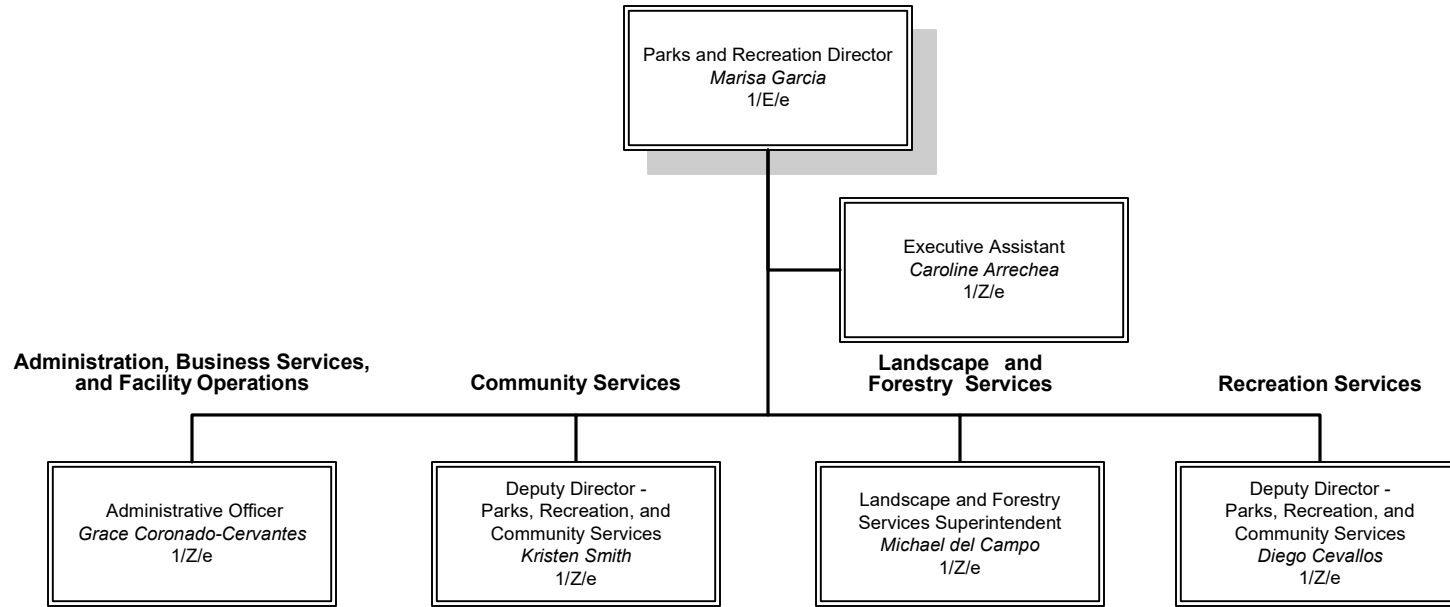 Parks and Recreation Director
Marisa Garcia
1/E/e
Executive Assistant
Caroline Arrechea
1/Z/e
Administration, Business Services,
and Facility Operations
Community Services
Landscape and
Forestry Services
Recreation Services
Administrative Officer
Grace Coronado-Cervantes
1/Z/e
Deputy Director -
Parks, Recreation, and
Community Services
Kristen Smith
1/Z/e
Landscape and Forestry
Services Superintendent
Michael del Campo
1/Z/e
Deputy Director -
Parks, Recreation, and
Community Services
Diego Cevallos
1/Z/e